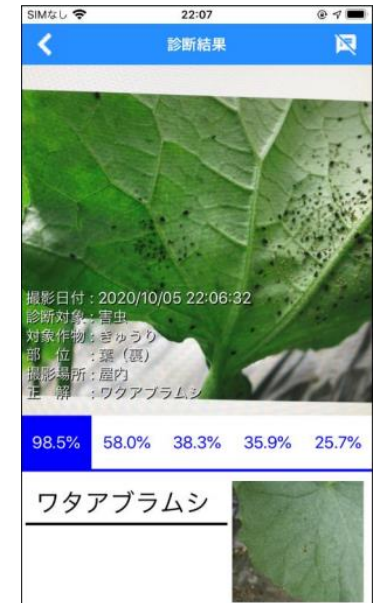 SIMなし 22:07
診断結果
撮影日付：2020/10/05 22:06:32
診断対象：害虫
対象作物：きゅうり
部　位：葉（裏）
撮影場所：屋内
正　解：ワタアブラムシ
98.5% 58.0% 38.3% 35.9% 25.7%
ワタアブラムシ